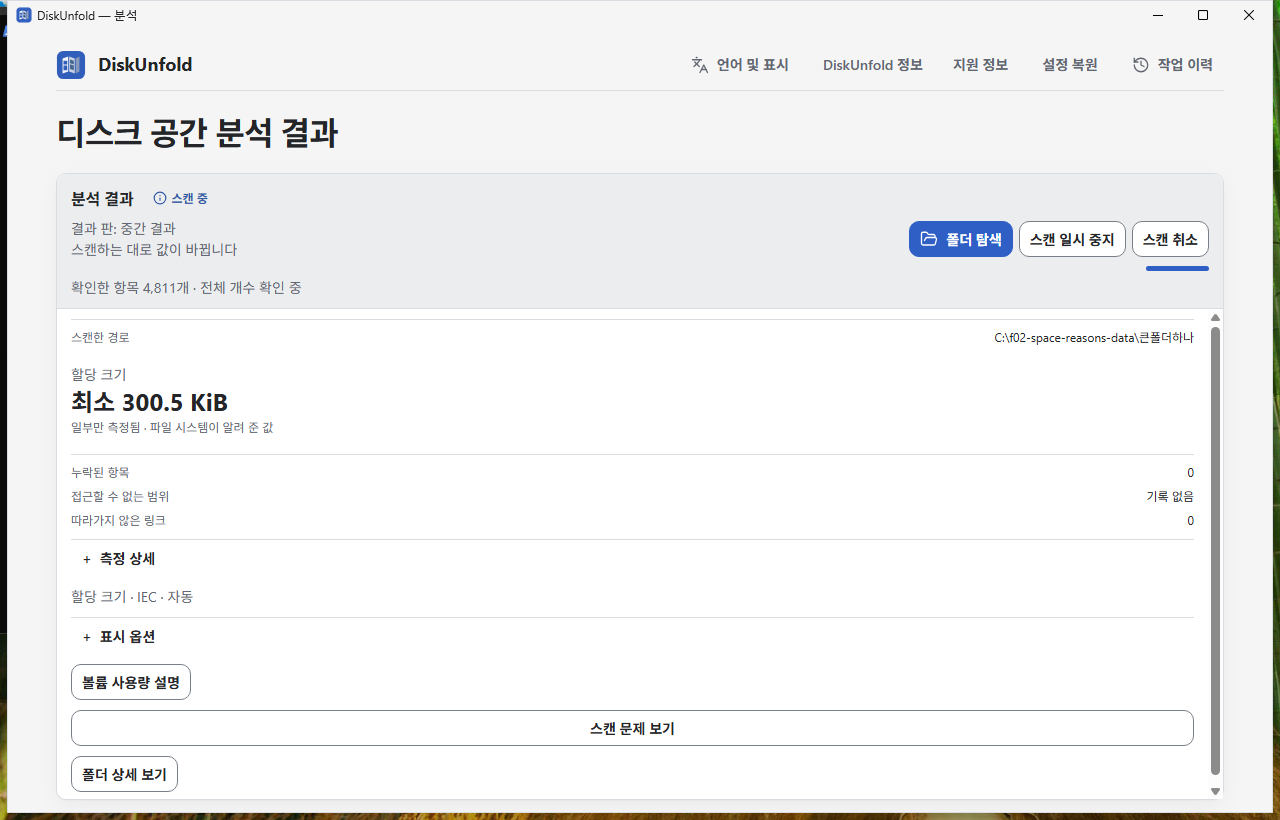 DiskUnfold — 분석
DiskUnfold
언어 및 표시
DiskUnfold 정보
지원 정보
설정 복원
작업 이력
디스크 공간 분석 결과
분석 결과
스캔 중
결과 판: 중간 결과
스캔하는 대로 값이 바뀝니다
확인한 항목 4,811개 · 전체 개수 확인 중
폴더 탐색
스캔 일시 중지
스캔 취소
스캔한 경로
C:\f02-space-reasons-data\큰폴더하나
할당 크기
최소 300.5 KiB
일부만 측정됨 · 파일 시스템이 알려 준 값
누락된 항목
0
접근할 수 없는 범위
기록 없음
따라가지 않은 링크
0
+ 측정 상세
할당 크기 · IEC · 자동
+ 표시 옵션
볼륨 사용량 설명
스캔 문제 보기
폴더 상세 보기